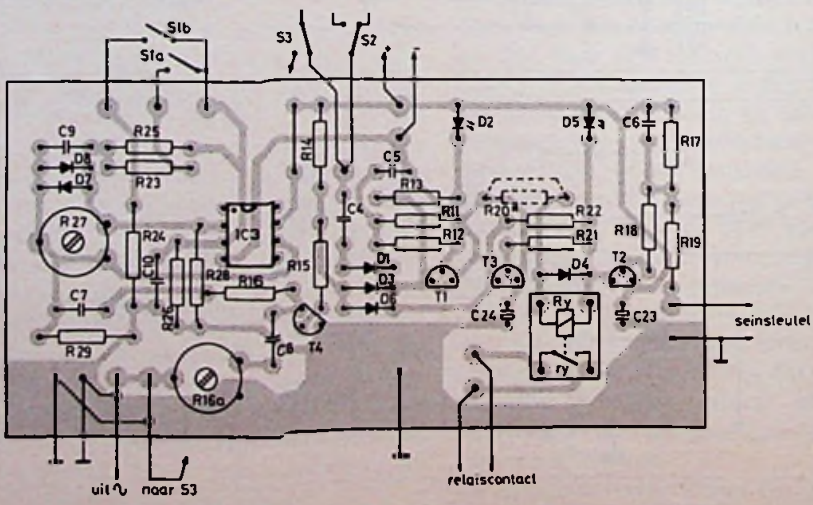 S1b
S1a
S3
S2
+
-
C9
D8
D7
R25
R23
R14
C5
D2
D5
C6
R17
R27
R24
IC3
C4
R13
R11
R12
R20*
R22
R21
R18
R19
C10
R26
R28
R16
R15
D1
D3
D6
T1
T3
D4
T2
C7
R29
C8
T4
C24
Ry
ry
C23
seinsleutel
R16a
uit ∿
naar S3
relaiscontact